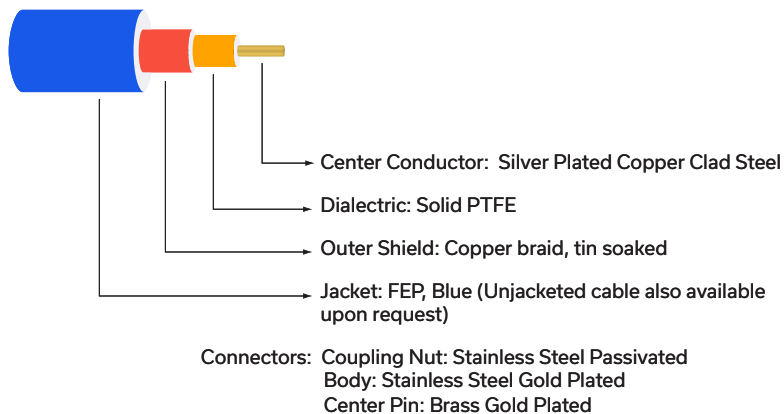 Center Conductor: Silver Plated Copper Clad Steel
Dialectric: Solid PTFE
Outer Shield: Copper braid, tin soaked
Jacket: FEP, Blue (Unjacketed cable also available
upon request)
Connectors: Coupling Nut: Stainless Steel Passivated
Body: Stainless Steel Gold Plated
Center Pin: Brass Gold Plated